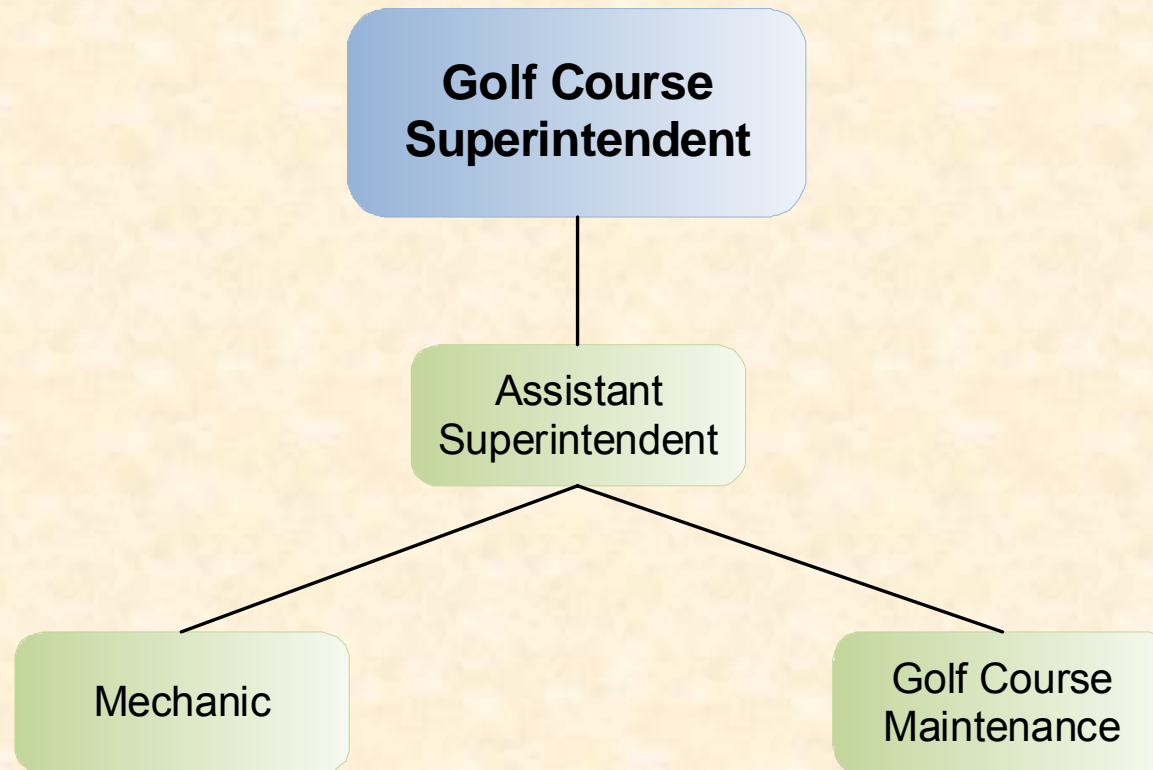 Golf Course
Superintendent
Assistant
Superintendent
Mechanic
Golf Course
Maintenance